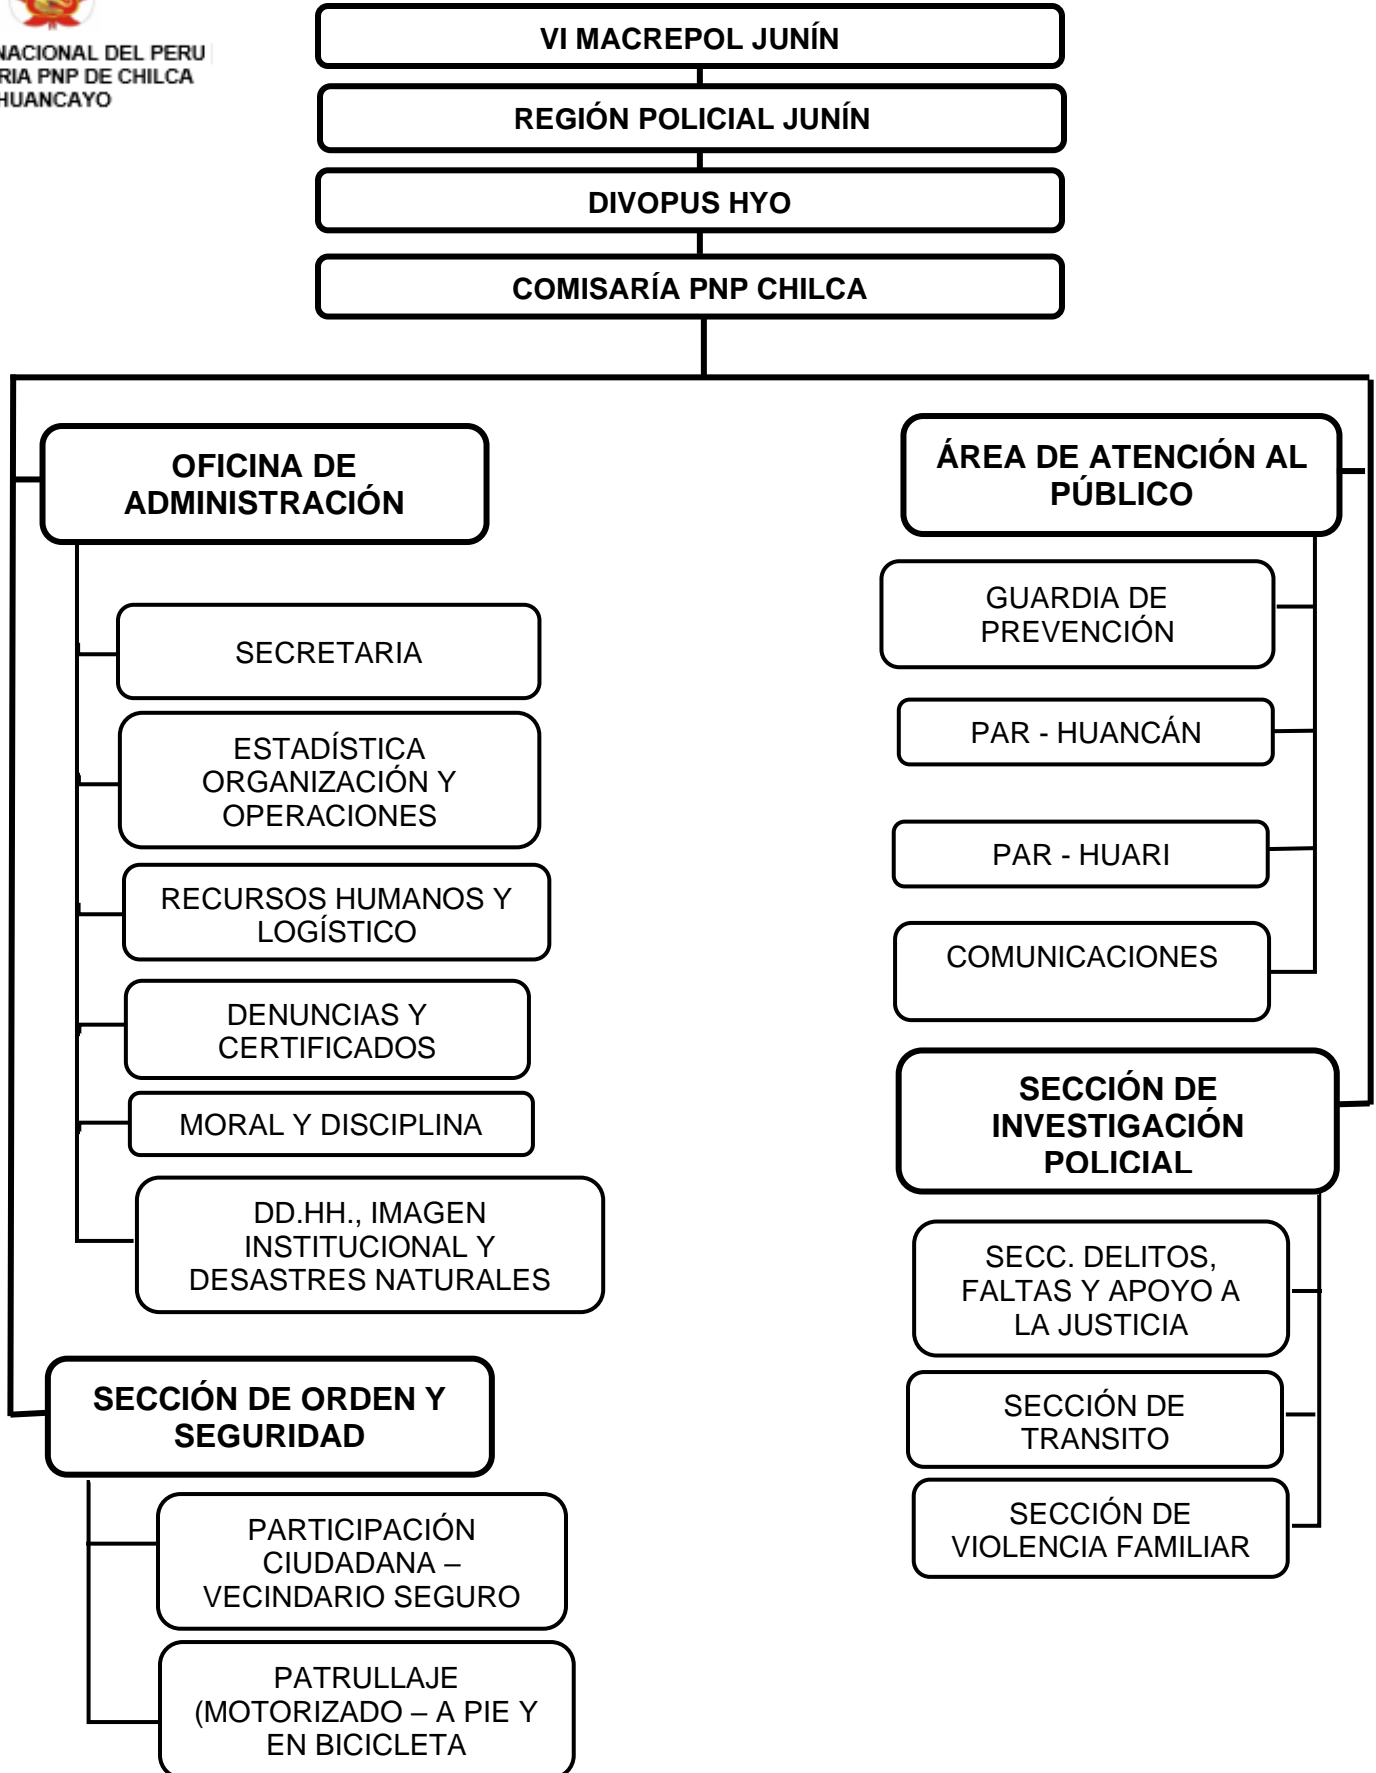 NACIONAL DEL PERU
RIA PNP DE CHILCA
HUANCAYO
VI MACREPOL JUNÍN
REGIÓN POLICIAL JUNÍN
DIVOPUS HYO
COMISARÍA PNP CHILCA
OFICINA DE
ADMINISTRACIÓN
SECRETARIA
ESTADÍSTICA
ORGANIZACIÓN Y
OPERACIONES
RECURSOS HUMANOS Y
LOGÍSTICO
DENUNCIAS Y
CERTIFICADOS
MORAL Y DISCIPLINA
DD.HH., IMAGEN
INSTITUCIONAL Y
DESASTRES NATURALES
SECCIÓN DE ORDEN Y
SEGURIDAD
PARTICIPACIÓN
CIUDADANA –
VECINDARIO SEGURO
PATRULLAJE
(MOTORIZADO – A PIE Y
EN BICICLETA
ÁREA DE ATENCIÓN AL
PÚBLICO
GUARDIA DE
PREVENCIÓN
PAR - HUANCÁN
PAR - HUARI
COMUNICACIONES
SECCIÓN DE
INVESTIGACIÓN
POLICIAL
SECC. DELITOS,
FALTAS Y APOYO A
LA JUSTICIA
SECCIÓN DE
TRANSITO
SECCIÓN DE
VIOLENCIA FAMILIAR